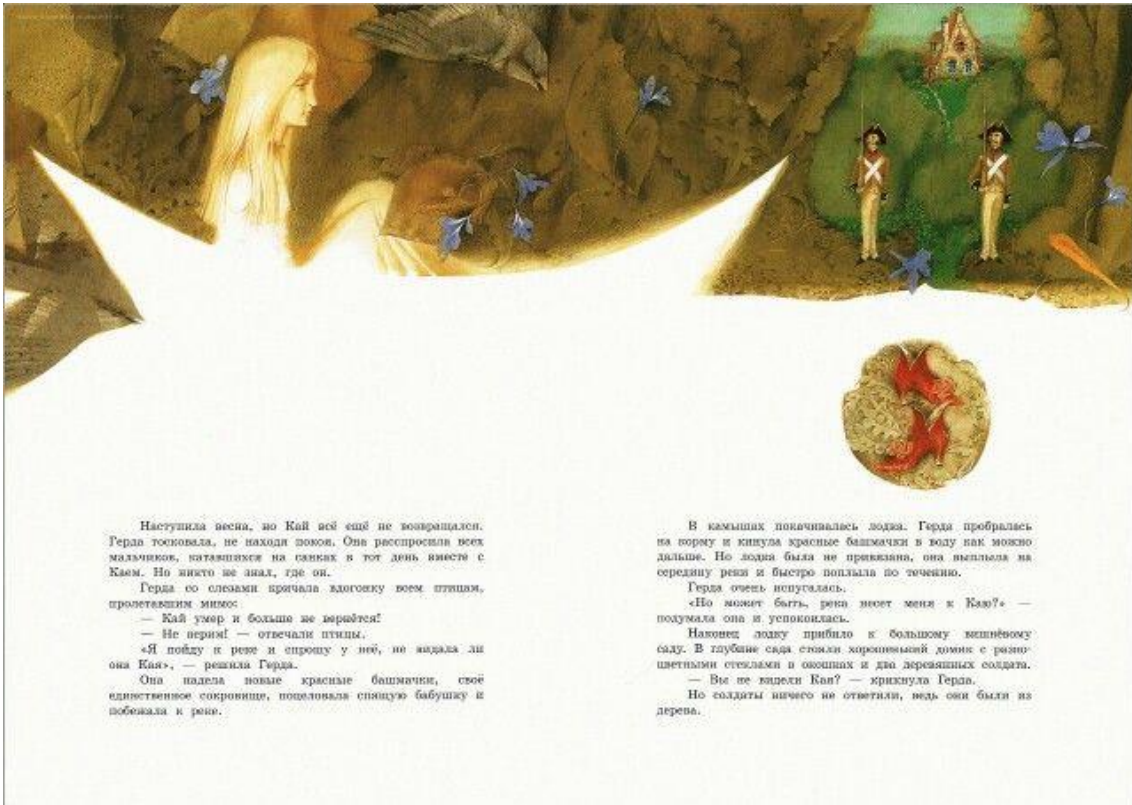 Наступила весна, но Кай всё ещё не возвращался.
Герда тосковала, не находя покоя. Она расспросила всех
мальчиков, катавшихся на санках в тот день вместе с
Каем. Но никто не знал, где он.
Герда со слезами кричала вдогонку всем птицам,
пролетавшим мимо:
— Кай умер и больше не вернётся!
— Не верим! — отвечали птицы.
«Я пойду к реке и спрошу у неё, не видала ли
она Кая», — решила Герда.
Она надела новые красные башмачки, своё
единственное сокровище, поцеловала спящую бабушку и
побежала к реке.
В камышах покачивалась лодка. Герда пробралась
на корму и кинула красные башмачки в воду как можно
дальше. Но лодка была не привязана, она выплыла на
середину реки и быстро поплыла по течению.
Герда очень испугалась.
«Но может быть, река несет меня к Каю?» —
подумала она и успокоилась.
Наконец лодку прибило к большому вишнёвому
саду. В глубине сада стояли хорошенький домик с разно-
цветными стеклами в окошках и два деревянных солдата.
— Вы не видели Кая? — крикнула Герда.
Но солдаты ничего не ответили, ведь они были из
дерева.